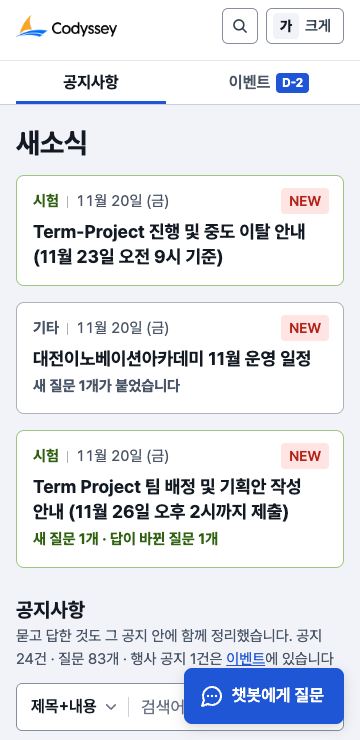 Codyssey
가 크게
공지사항
이벤트 D-2
새소식
시험 | 11월 20일 (금) NEW
Term-Project 진행 및 중도 이탈 안내
(11월 23일 오전 9시 기준)
기타 | 11월 20일 (금) NEW
대전이노베이션아카데미 11월 운영 일정
새 질문 1개가 붙었습니다
시험 | 11월 20일 (금) NEW
Term Project 팀 배정 및 기획안 작성
안내 (11월 26일 오후 2시까지 제출)
새 질문 1개 · 답이 바뀐 질문 1개
공지사항
묻고 답한 것도 그 공지 안에 함께 정리했습니다. 공지
24건 · 질문 83개 · 행사 공지 1건은 이벤트에 있습니다
제목+내용
검색어
챗봇에게 질문